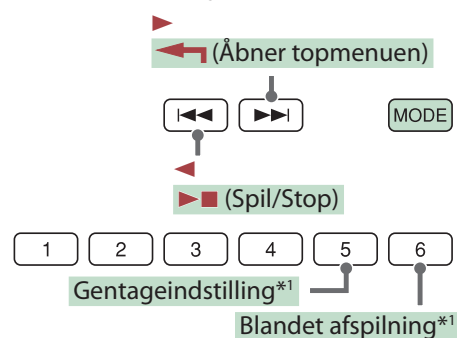 (Åbner topmenuen)
MODE
(Spil/Stop)
1 2 3 4 5 6
Gentageindstilling*1
Blandet afspilning*1